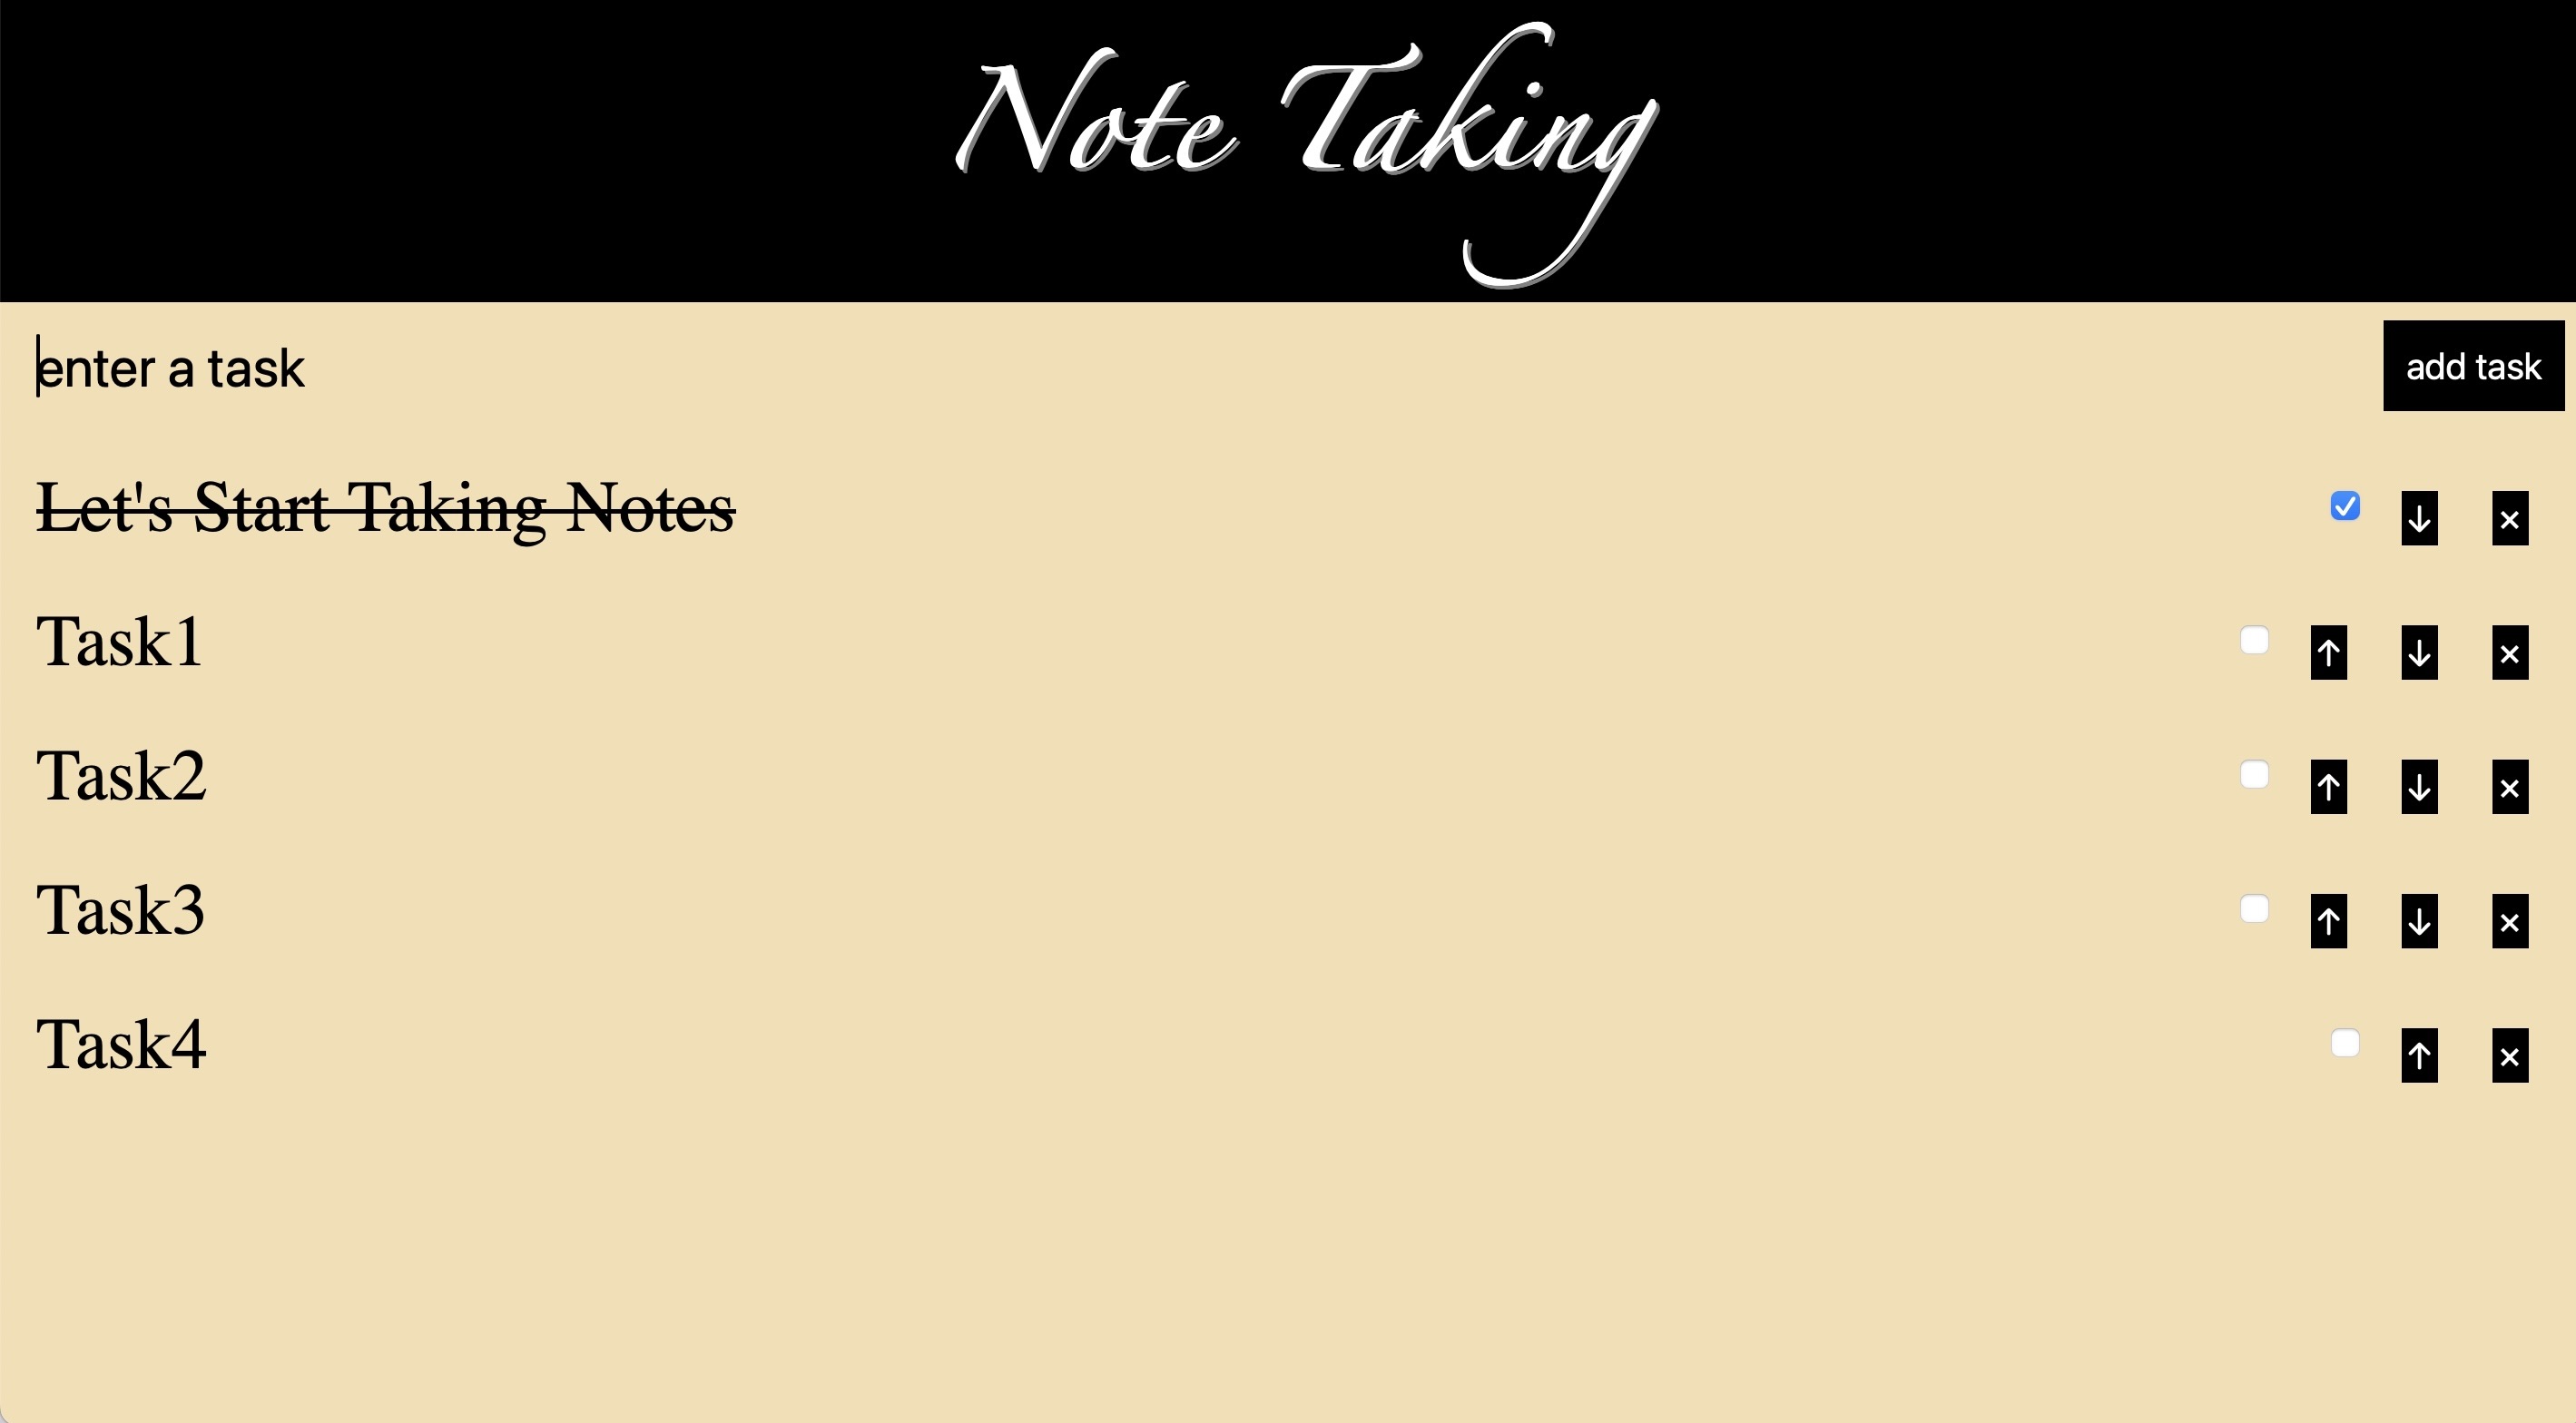 Note Taking
enter a task add task
Let's Start Taking Notes ↓ ×
Task1 ↑ ↓ ×
Task2 ↑ ↓ ×
Task3 ↑ ↓ ×
Task4 ↑ ×